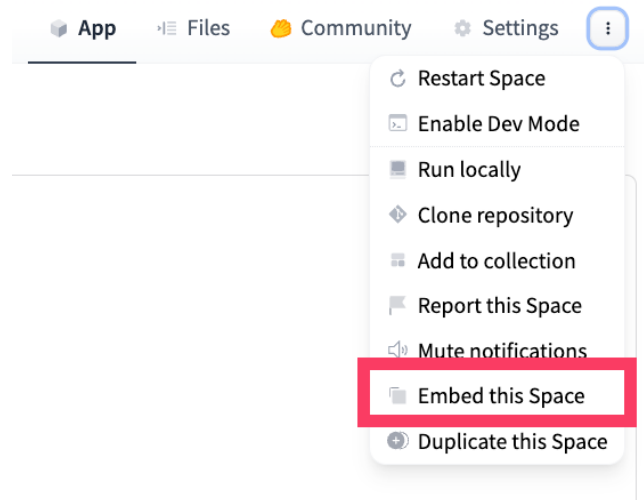 App Files Community Settings
Restart Space
Enable Dev Mode
Run locally
Clone repository
Add to collection
Report this Space
Mute notifications
Embed this Space
Duplicate this Space